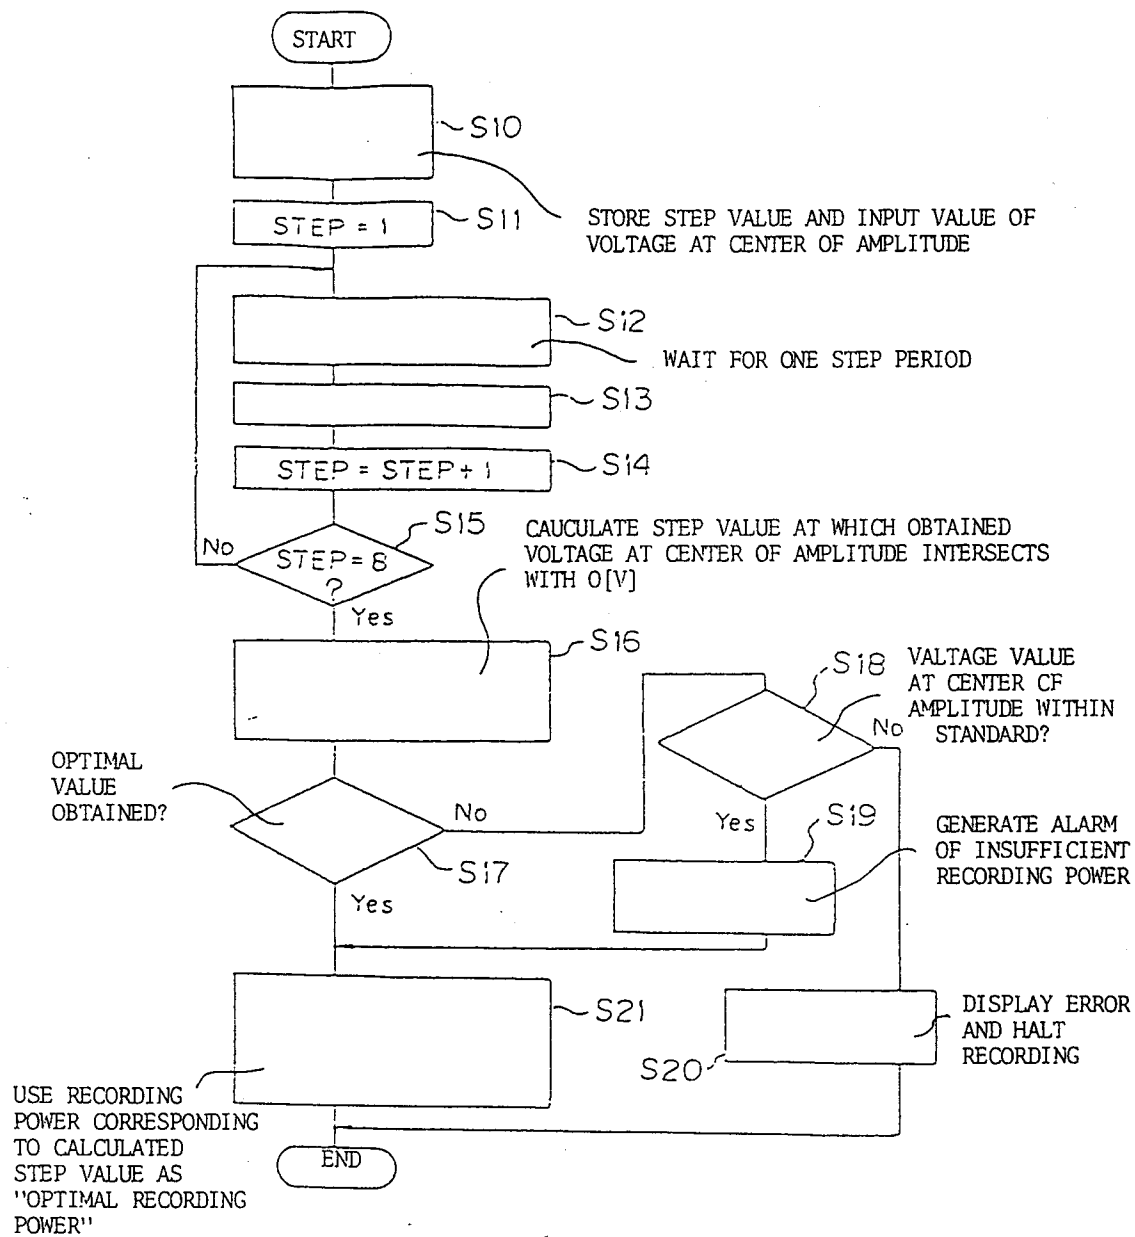 START
S10
STORE STEP VALUE AND INPUT VALUE OF
VOLTAGE AT CENTER OF AMPLITUDE
STEP = 1
S11
S12
WAIT FOR ONE STEP PERIOD
S13
STEP = STEP + 1
S14
S15
No
STEP = 8
?
Yes
CAUCULATE STEP VALUE AT WHICH OBTAINED
VOLTAGE AT CENTER OF AMPLITUDE INTERSECTS
WITH O[V]
S16
S18
VALTAGE VALUE
AT CENTER CF
AMPLITUDE WITHIN
STANDARD?
No
OPTIMAL
VALUE
OBTAINED?
No
S17
Yes
Yes
S19
GENERATE ALARM
OF INSUFFICIENT
RECORDING POWER
S21
S20
DISPLAY ERROR
AND HALT
RECORDING
USE RECORDING
POWER CORRESPONDING
TO CALCULATED
STEP VALUE AS
"OPTIMAL RECORDING
POWER"
END